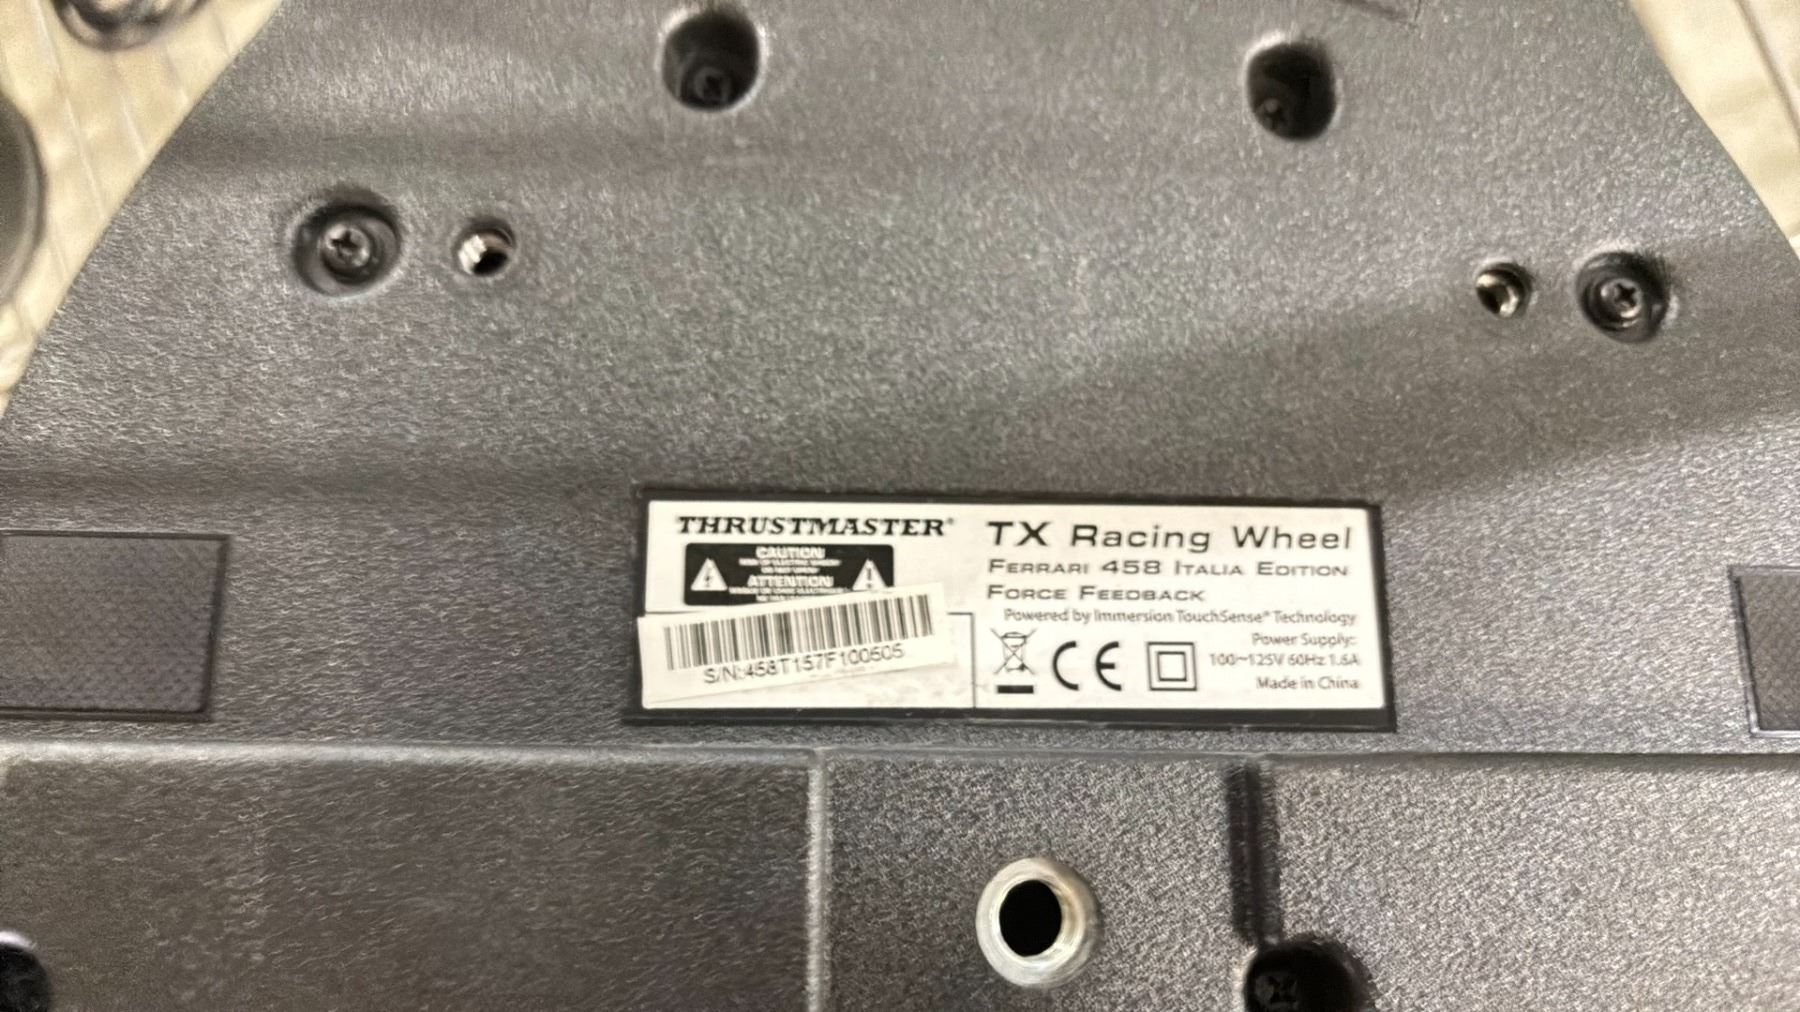 THRUSTMASTER®
CAUTION
ATTENTION
S/N:458T157F100605
TX Racing Wheel
FERRARI 458 ITALIA EDITION
FORCE FEEDBACK
Powered by Immersion TouchSense® Technology
Power Supply:
100~125V 60Hz 1.6A
Made in China
CE